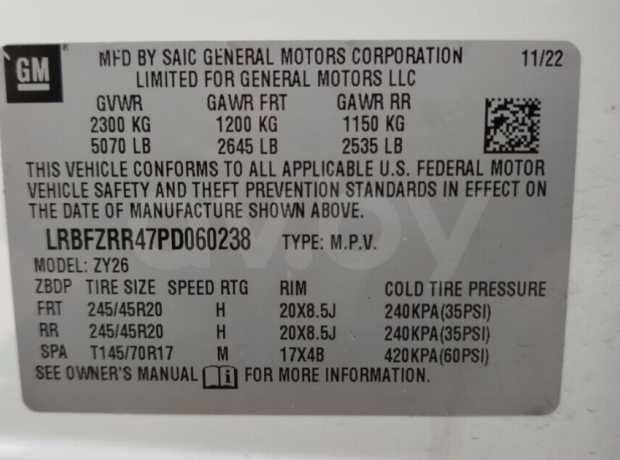 GM
MFD BY SAIC GENERAL MOTORS CORPORATION 11/22
LIMITED FOR GENERAL MOTORS LLC
GVWR GAWR FRT GAWR RR
2300 KG 1200 KG 1150 KG
5070 LB 2645 LB 2535 LB
THIS VEHICLE CONFORMS TO ALL APPLICABLE U.S. FEDERAL MOTOR
VEHICLE SAFETY AND THEFT PREVENTION STANDARDS IN EFFECT ON
THE DATE OF MANUFACTURE SHOWN ABOVE.
LRBFZRR47PD060238 TYPE: M.P.V.
MODEL: ZY26
ZBDP TIRE SIZE SPEED RTG RIM COLD TIRE PRESSURE
FRT 245/45R20 H 20X8.5J 240KPA(35PSI)
RR 245/45R20 H 20X8.5J 240KPA(35PSI)
SPA T145/70R17 M 17X4B 420KPA(60PSI)
SEE OWNER'S MANUAL i FOR MORE INFORMATION.
av.by